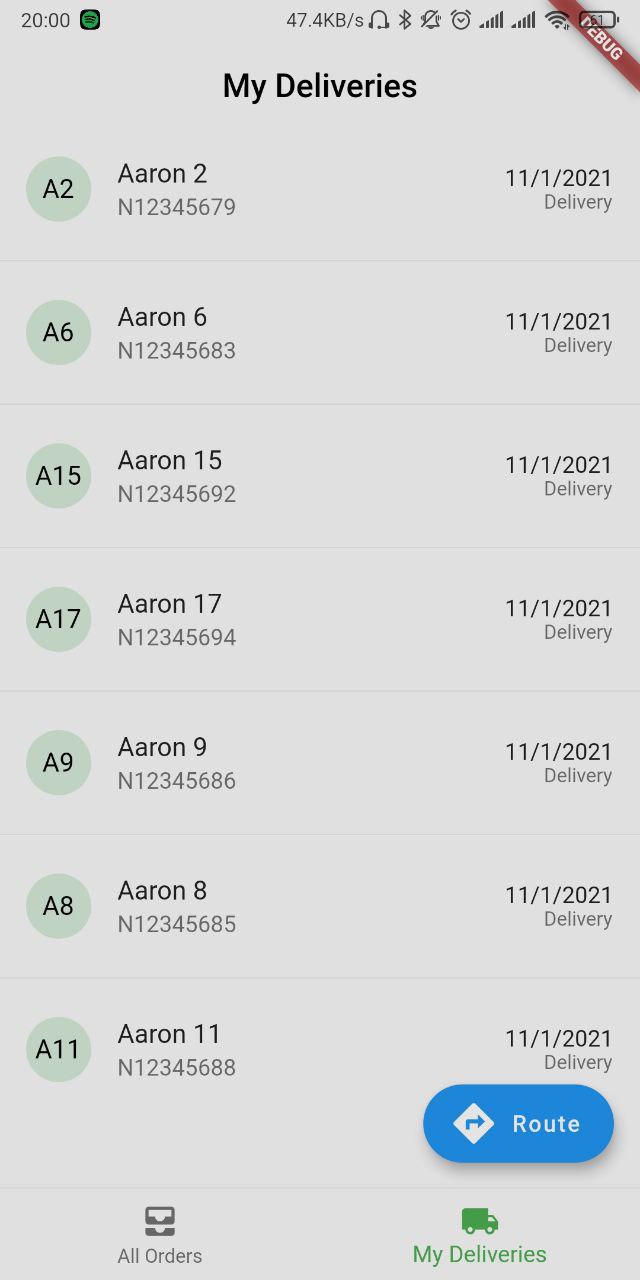 20:00 47.4KB/s 61
DEBUG
My Deliveries
A2 Aaron 2 11/1/2021
N12345679 Delivery
A6 Aaron 6 11/1/2021
N12345683 Delivery
A15 Aaron 15 11/1/2021
N12345692 Delivery
A17 Aaron 17 11/1/2021
N12345694 Delivery
A9 Aaron 9 11/1/2021
N12345686 Delivery
A8 Aaron 8 11/1/2021
N12345685 Delivery
A11 Aaron 11 11/1/2021
N12345688 Delivery
Route
All Orders My Deliveries